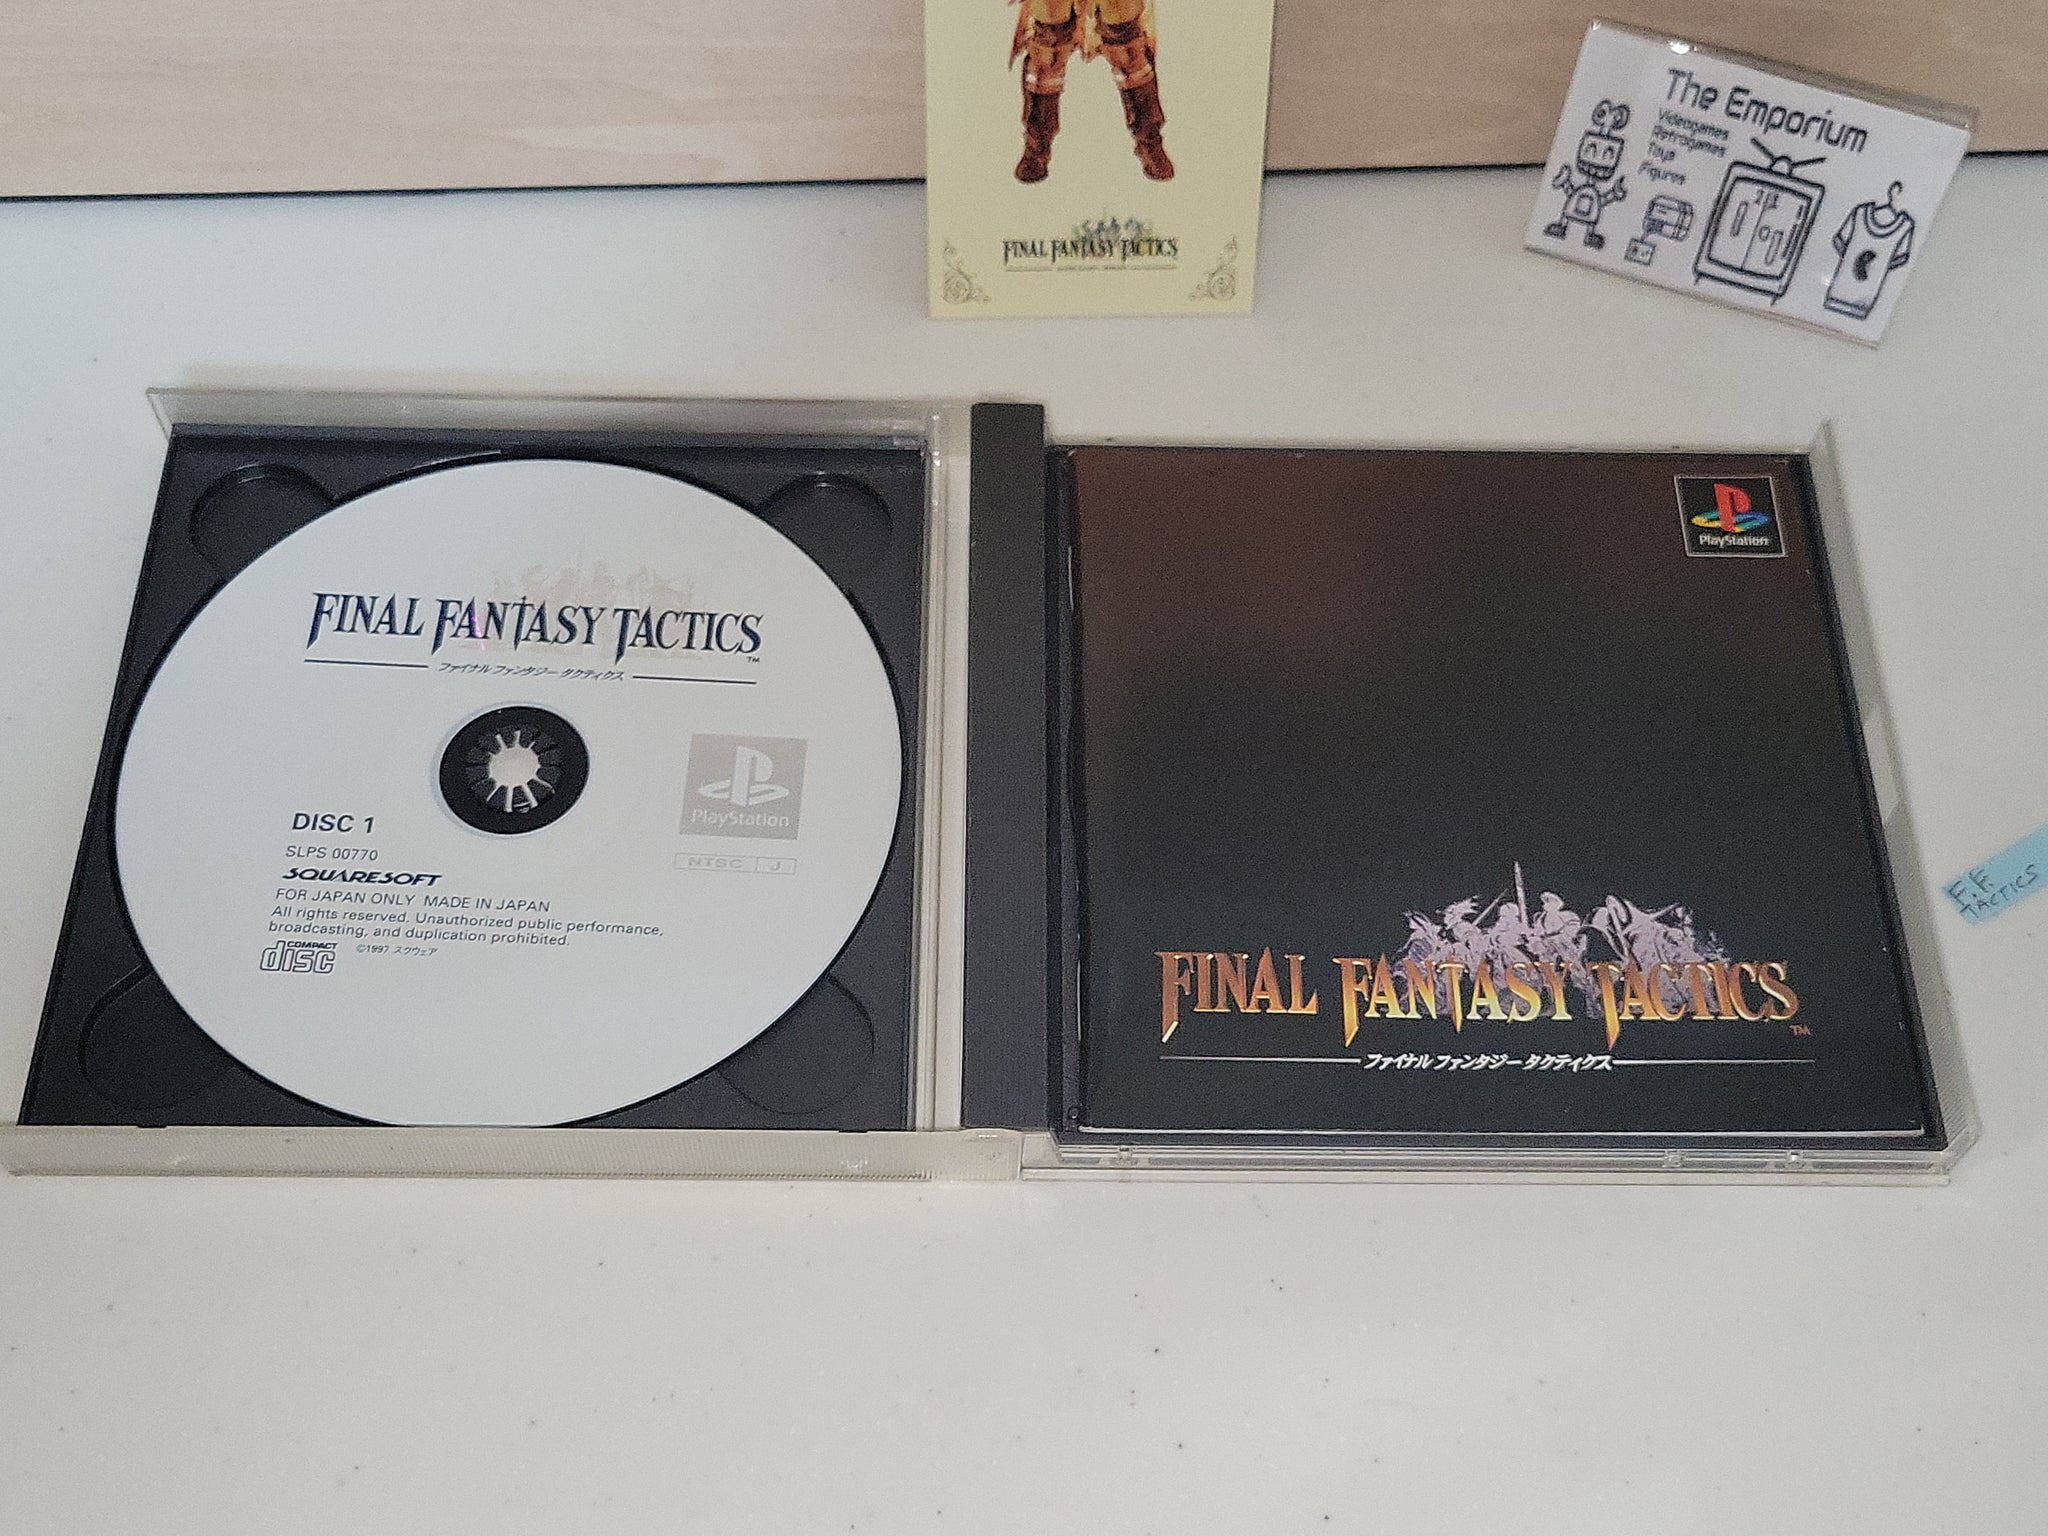 FINAL FANTASY TACTICS
The Emporium
Videogames
Retrogames
Toys
Figures
FINAL FANTASY TACTICS
TM
ファイナルファンタジータクティクス
PlayStation
NTSC J
DISC 1
SLPS 00770
SQUARESOFT
FOR JAPAN ONLY MADE IN JAPAN
All rights reserved. Unauthorized public performance,
broadcasting, and duplication prohibited.
COMPACT
disc
©1997 スクウェア
PlayStation
FINAL FANTASY TACTICS
TM
ファイナルファンタジータクティクス
F.F.
TACTICS